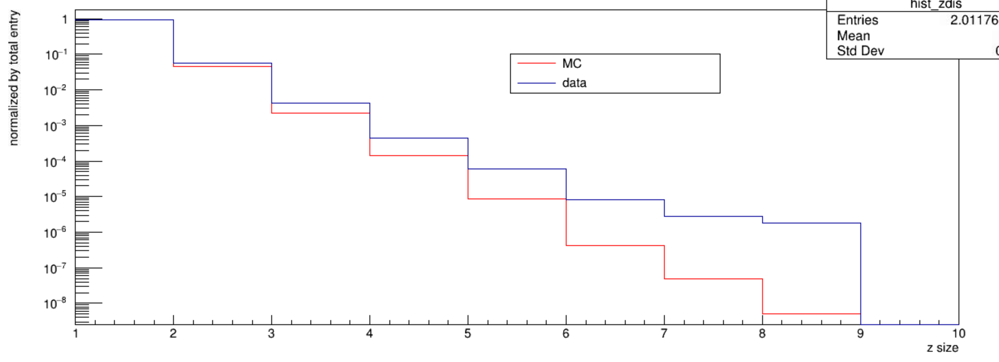 hist_zdis
Entries 2.01176
Mean
Std Dev 0
normalized by total entry
1
10⁻¹
10⁻²
10⁻³
10⁻⁴
10⁻⁵
10⁻⁶
10⁻⁷
10⁻⁸
MC
data
1 2 3 4 5 6 7 8 9 10
z size